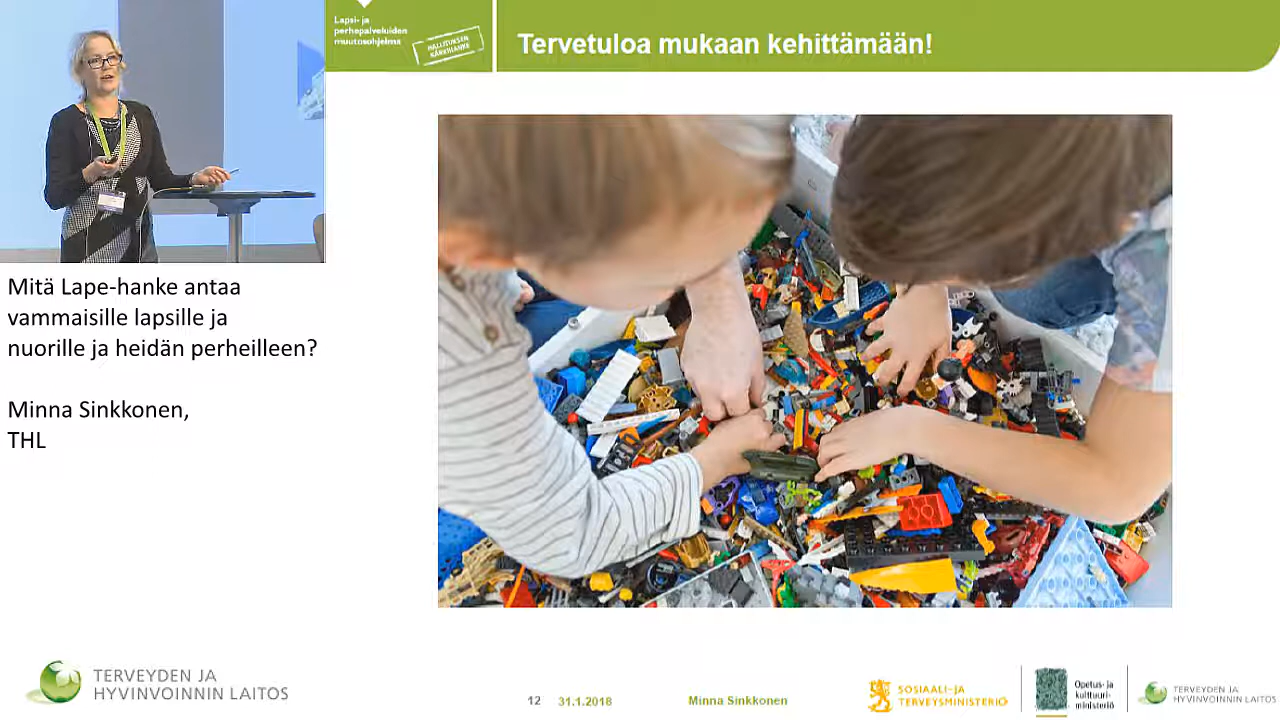 Lapsi- ja
perhepalveluiden
muutosohjelma
HALLITUKSEN
KÄRKIHANKE
Tervetuloa mukaan kehittämään!
Mitä Lape-hanke antaa
vammaisille lapsille ja
nuorille ja heidän perheilleen?
Minna Sinkkonen,
THL
TERVEYDEN JA
HYVINVOINNIN LAITOS
12
31.1.2018
Minna Sinkkonen
SOSIAALI- JA
TERVEYSMINISTERIÖ
Opetus- ja
kulttuuri-
ministeriö
TERVEYDEN JA
HYVINVOINNIN LAITOS